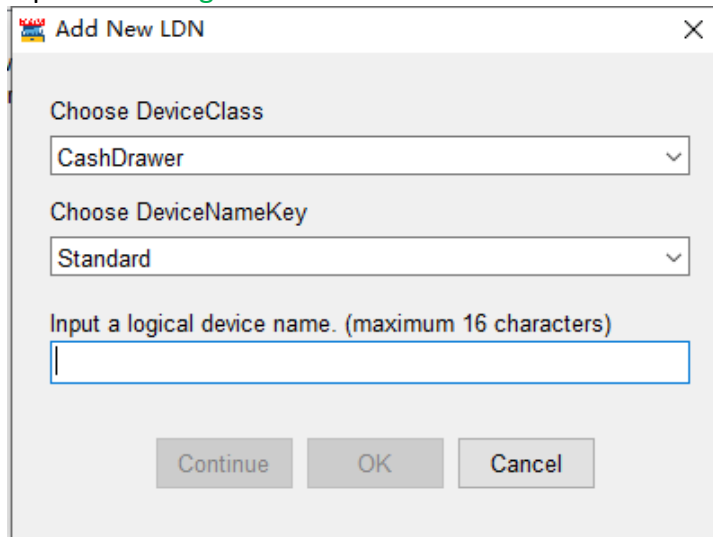 Add New LDN
Choose DeviceClass
CashDrawer
Choose DeviceNameKey
Standard
Input a logical device name. (maximum 16 characters)
Continue OK Cancel